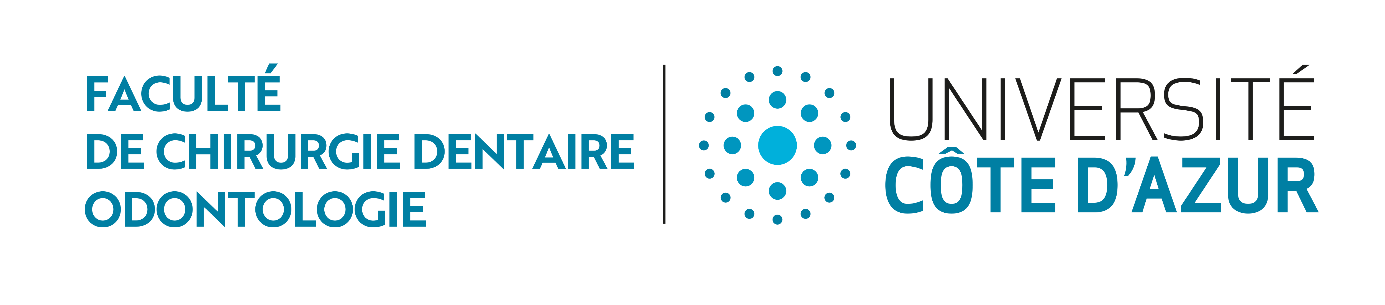 FACULTÉ
DE CHIRURGIE DENTAIRE
ODONTOLOGIE
UNIVERSITÉ
CÔTE D'AZUR